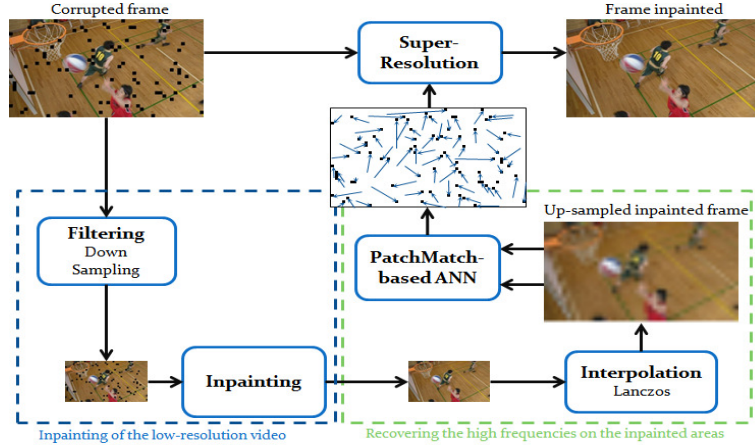 Corrupted frame
Frame inpainted
Super-
Resolution
Filtering
Down
Sampling
Up-sampled inpainted frame
PatchMatch-
based ANN
Inpainting
Interpolation
Lanczos
Inpainting of the low-resolution video
Recovering the high frequencies on the inpainted areas